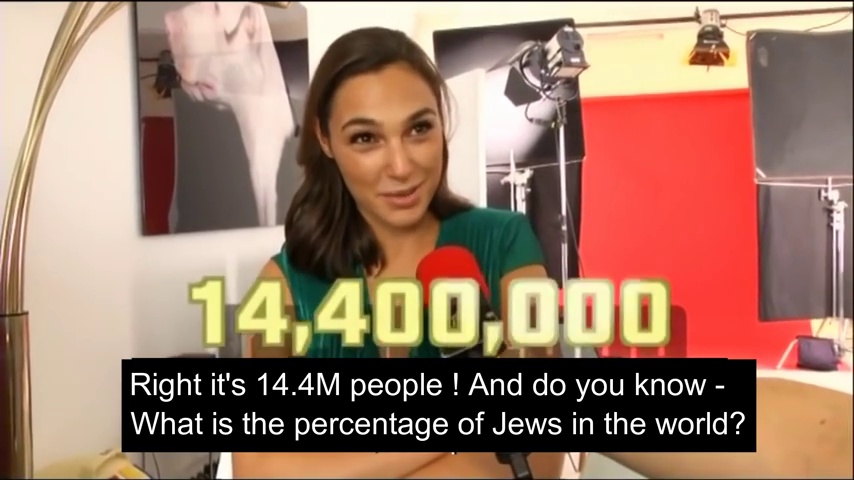 14,400,000
Right it's 14.4M people ! And do you know -
What is the percentage of Jews in the world?